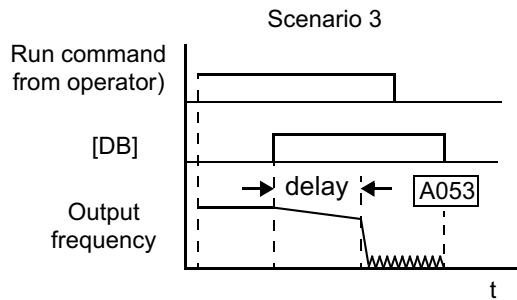 Scenario 3
Run command
from operator)
[DB]
delay
A053
Output
frequency
t